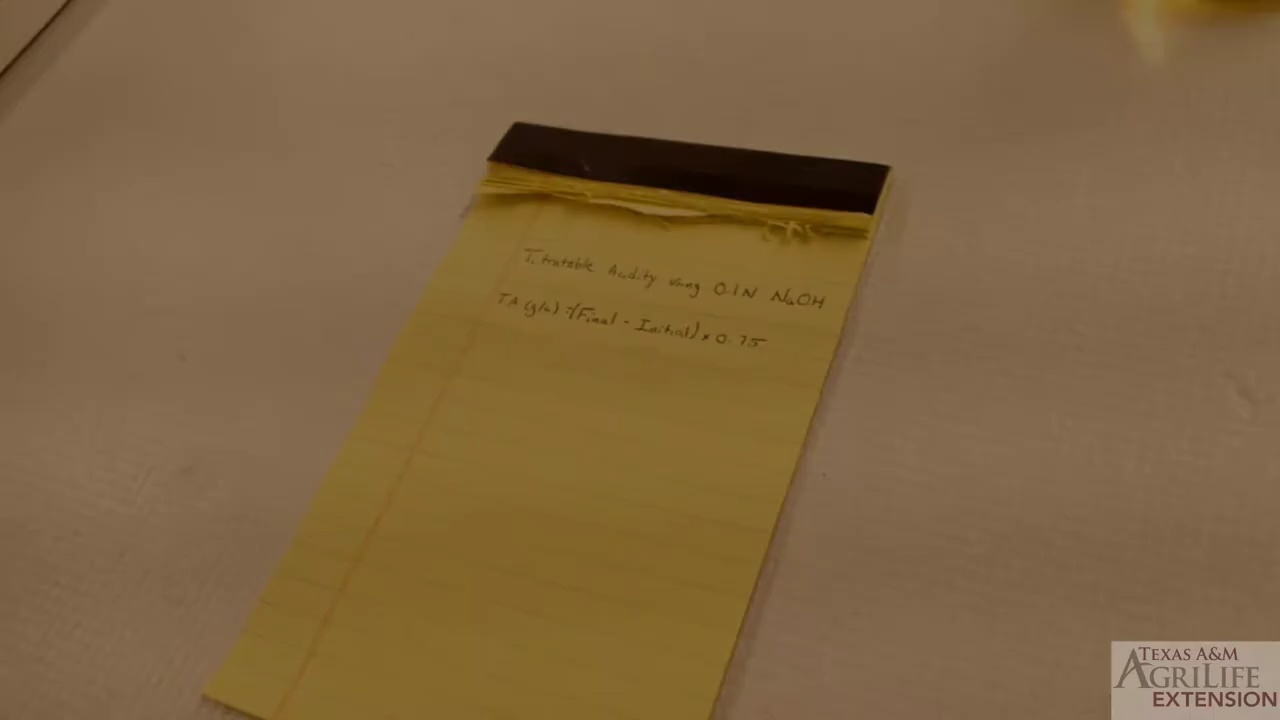 Titratable Acidity using 0.1N NaOH
TA (g/L) = (Final - Initial) x 0.75
TEXAS A&M
AGRILIFE
EXTENSION